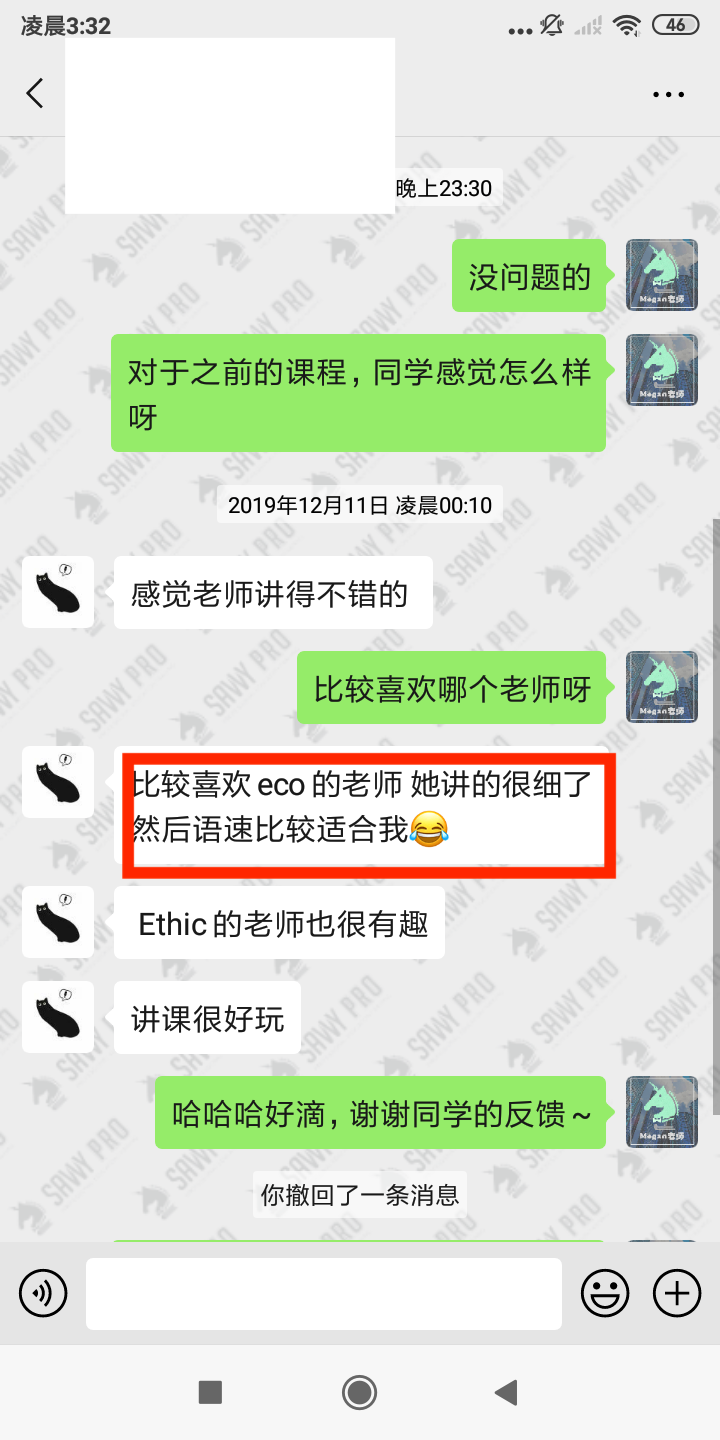 凌晨3:32
46
晚上23:30
没问题的
Megan老师
对于之前的课程，同学感觉怎么样
呀
Megan老师
2019年12月11日 凌晨00:10
感觉老师讲得不错的
比较喜欢哪个老师呀
Megan老师
比较喜欢 eco 的老师 她讲的很细了
然后语速比较适合我😂
Ethic 的老师也很有趣
讲课很好玩
哈哈哈好滴，谢谢同学的反馈～
Megan老师
你撤回了一条消息
SAWY PRO